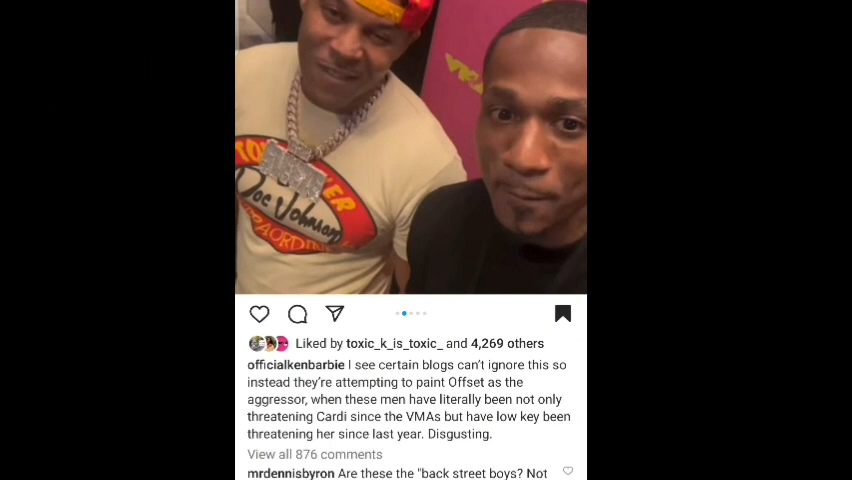 Doc Johnson
Liked by toxic_k_is_toxic_ and 4,269 others
officialkenbarbie I see certain blogs can't ignore this so
instead they're attempting to paint Offset as the
aggressor, when these men have literally been not only
threatening Cardi since the VMAs but have low key been
threatening her since last year. Disgusting.
View all 876 comments
mrdennisbyron Are these the "back street boys? Not